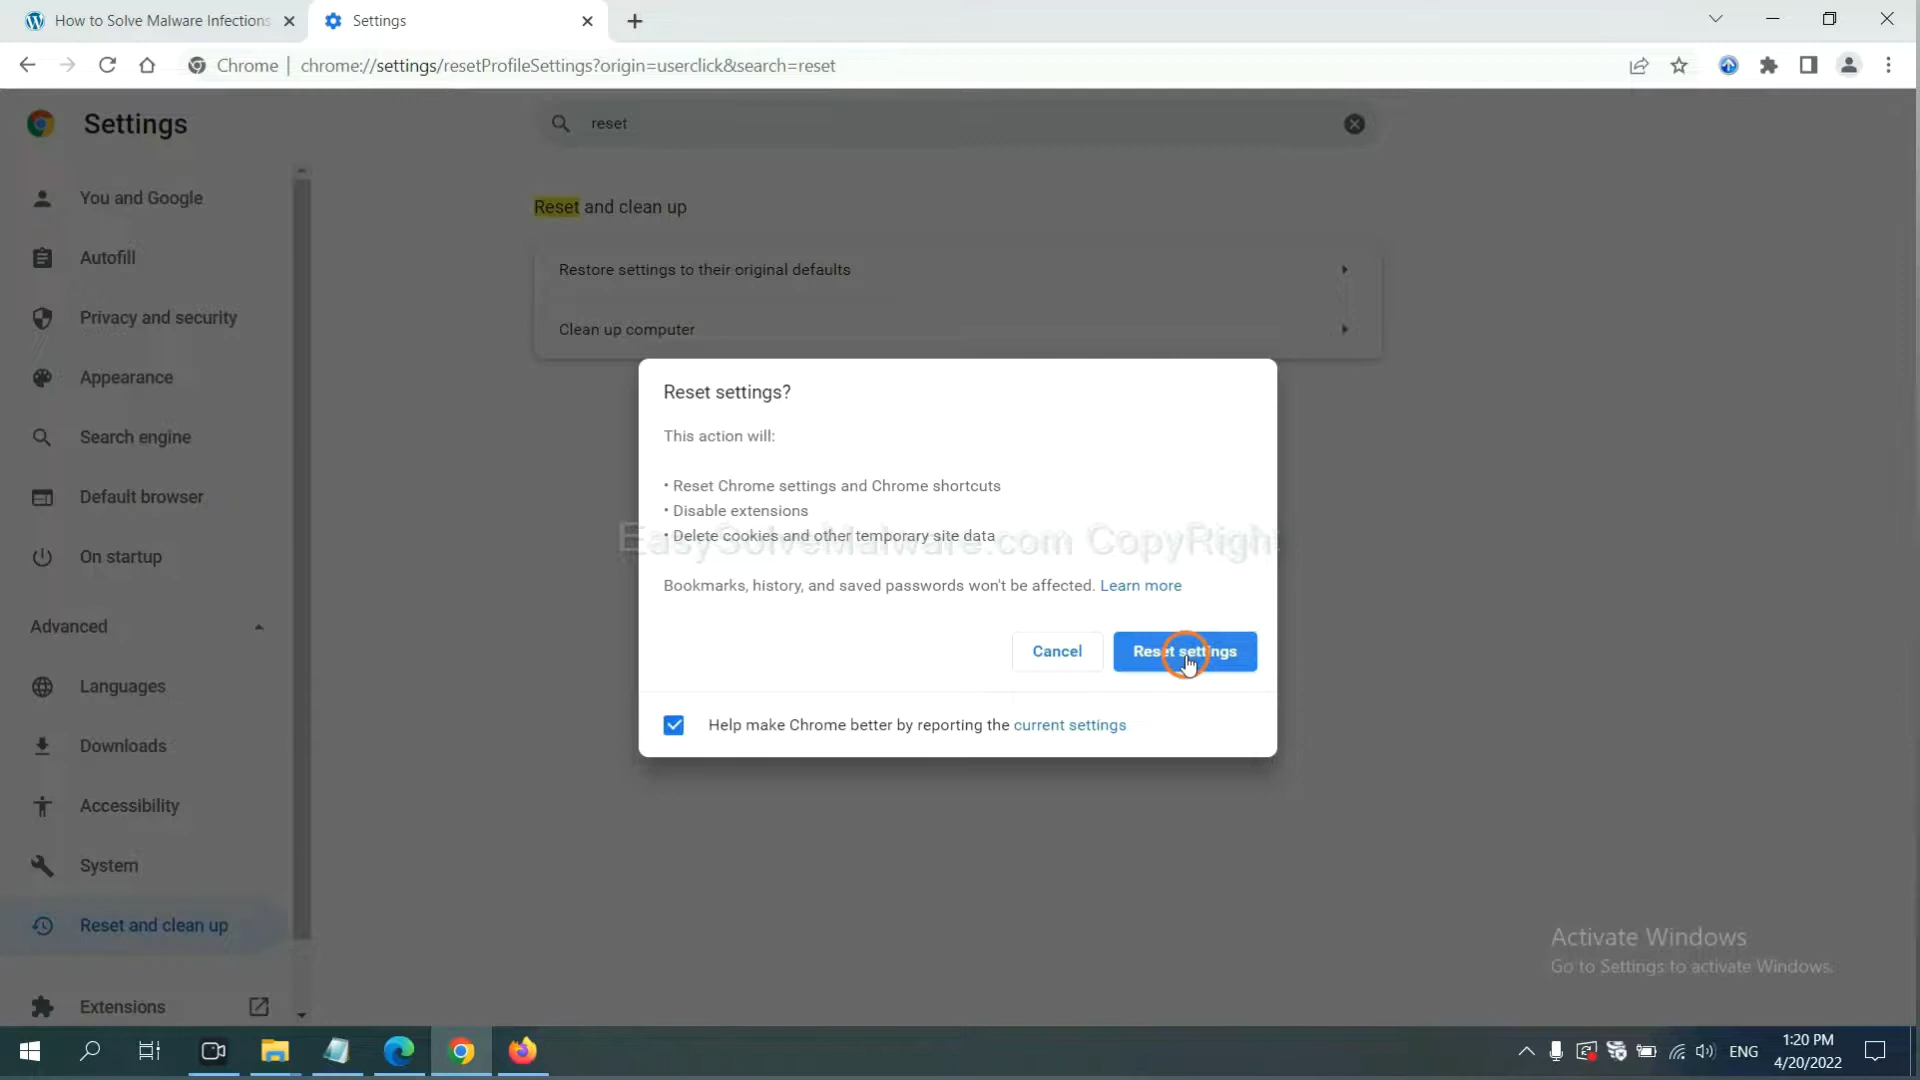 How to Solve Malware Infections
Settings
Chrome | chrome://settings/resetProfileSettings?origin=userclick&search=reset
Settings
reset
You and Google
Autofill
Privacy and security
Appearance
Search engine
Default browser
On startup
Advanced
Languages
Downloads
Accessibility
System
Reset and clean up
Extensions
Reset and clean up
Restore settings to their original defaults
Clean up computer
Reset settings?
This action will:
• Reset Chrome settings and Chrome shortcuts
• Disable extensions
• Delete cookies and other temporary site data
EasySolveMalware.com CopyRight
Bookmarks, history, and saved passwords won't be affected. Learn more
Cancel
Reset settings
Help make Chrome better by reporting the current settings
Activate Windows
Go to Settings to activate Windows.
ENG
1:20 PM
4/20/2022